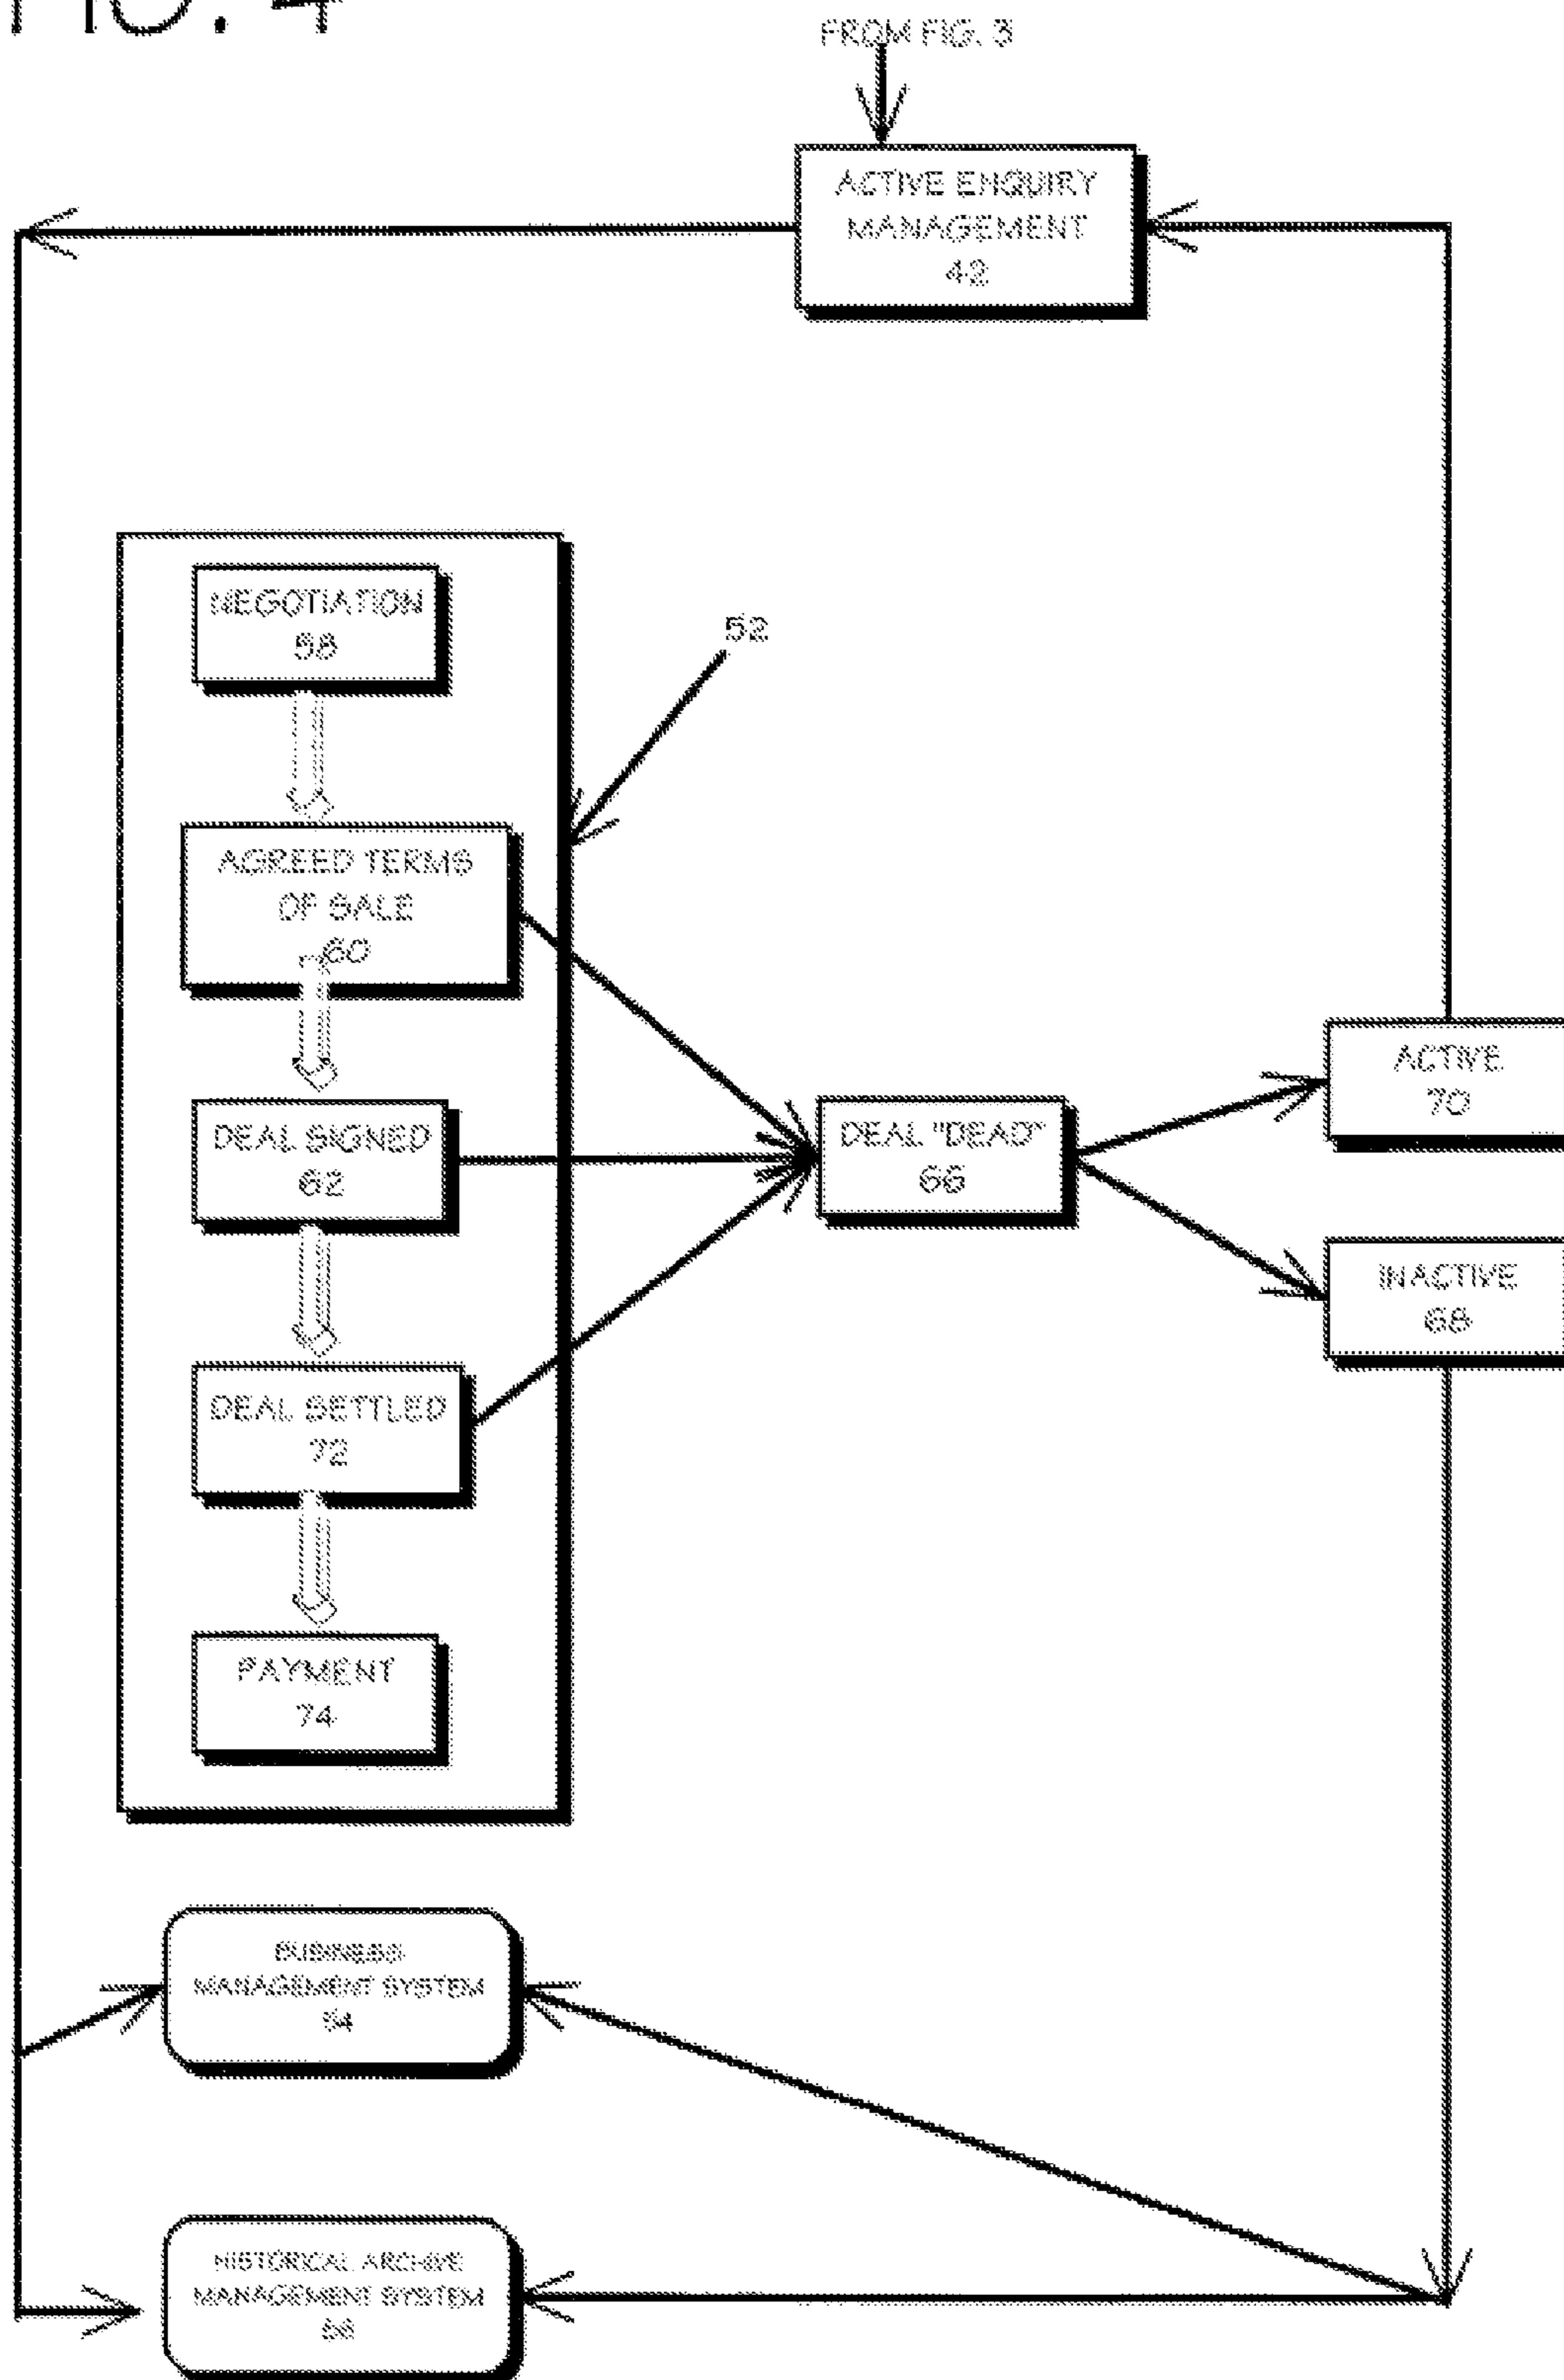 FIG. 4
FROM FIG. 3
ACTIVE ENQUIRY
MANAGEMENT
42
NEGOTIATION
58
52
AGREED TERMS
OF SALE
60
DEAL SIGNED
62
DEAL "DEAD"
66
ACTIVE
70
INACTIVE
68
DEAL SETTLED
72
PAYMENT
74
BUSINESS
MANAGEMENT SYSTEM
54
HISTORICAL ARCHIVE
MANAGEMENT SYSTEM
56